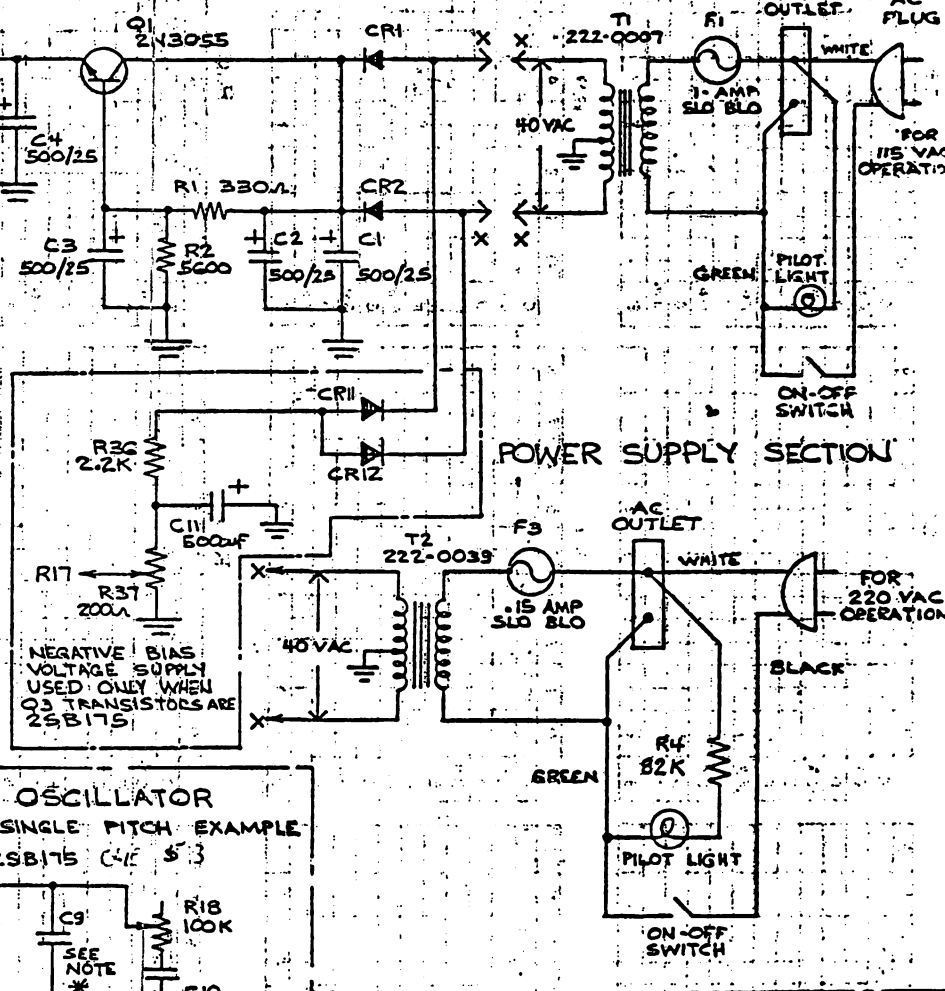 Q1
2N3055
CR1
X X
T1
222-0007
F1
1-AMP
SLO BLO
OUTLET
AC
PLUG
WHITE
+
C4
500/25
40 VAC
FOR
115 VAC
OPERATIO
R1 330Ω
CR2
X X
C3 +
500/25
R2
5600
+ C2
500/25
+ C1
500/25
GREEN
PILOT
LIGHT
ON-OFF
SWITCH
CR11
CR12
POWER SUPPLY SECTION
R36
2.2K
+
C11
500uF
R17
R37
200Ω
NEGATIVE BIAS
VOLTAGE SUPPLY
USED ONLY WHEN
Q3 TRANSISTORS ARE
2SB175
X
X
40 VAC
T2
222-0039
F3
.15 AMP
SLO BLO
AC
OUTLET
WHITE
FOR
220 VAC
OPERATION
BLACK
GREEN
R4
82K
PILOT LIGHT
ON-OFF
SWITCH
OSCILLATOR
SINGLE PITCH EXAMPLE
2SB175
C9
SEE
NOTE
*
R18
100K
R19